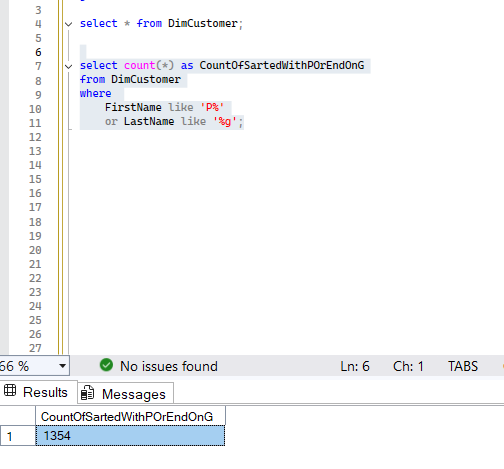 3
4 select * from DimCustomer;
5
6
7 select count(*) as CountOfSartedWithPOrEndOnG
8 from DimCustomer
9 where
10 FirstName like 'P%'
11 or LastName like '%g';
12
13
14
15
16
17
18
19
20
21
22
23
24
25
26
27
66 % No issues found Ln: 6 Ch: 1 TABS
Results Messages
CountOfSartedWithPOrEndOnG
1 1354